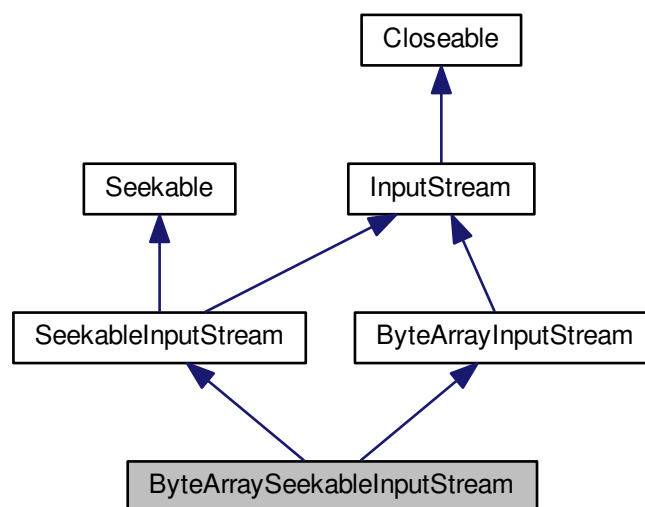 Closeable
Seekable
InputStream
SeekableInputStream
ByteArrayInputStream
ByteArraySeekableInputStream